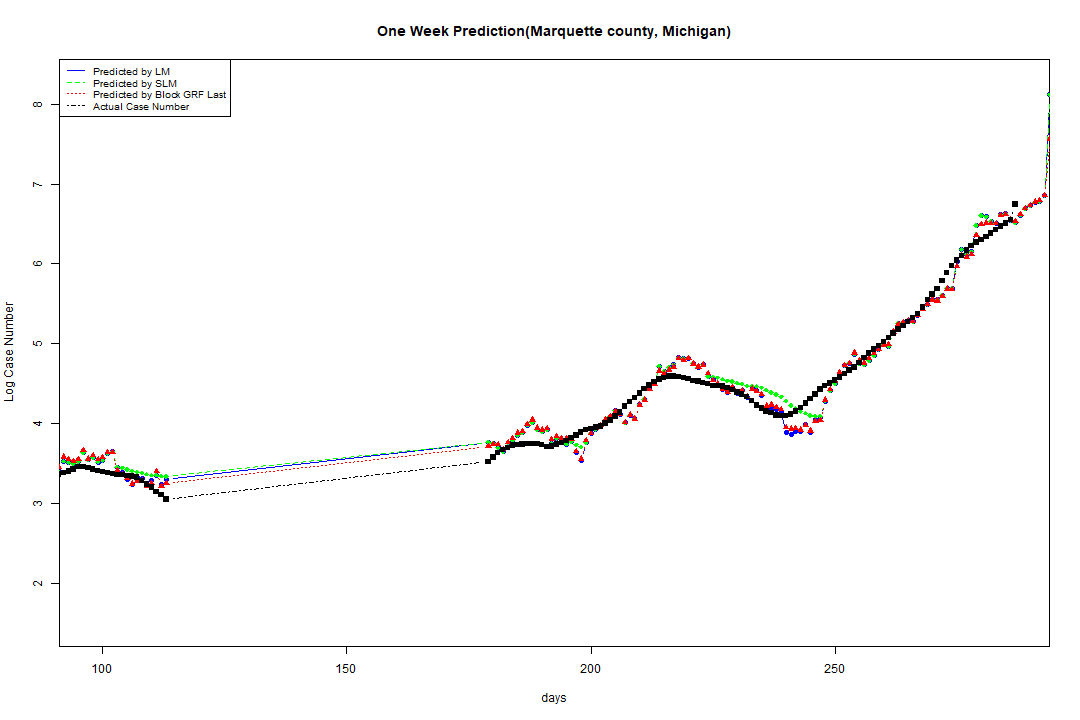 One Week Prediction(Marquette county, Michigan)
Predicted by LM
Predicted by SLM
Predicted by Block GRF Last
Actual Case Number
8
7
6
5
4
3
2
Log Case Number
100 150 200 250
days